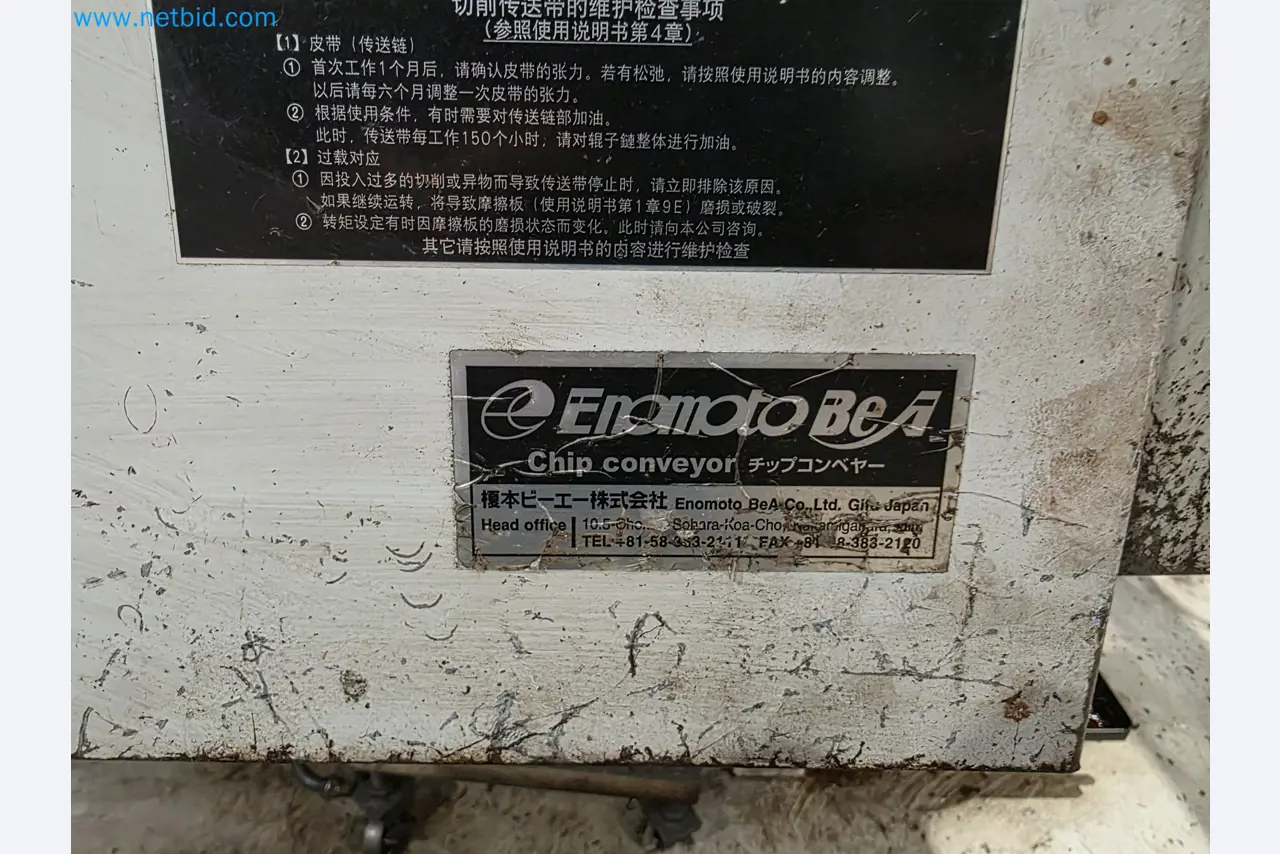 www.netbid.com
切削传送带的维护检查事项
(参照使用说明书第4章)
【1】皮带(传送链)
① 首次工作1个月后,请确认皮带的张力。若有松弛,请按照使用说明书的内容调整。
以后请每六个月调整一次皮带的张力。
② 根据使用条件,有时需要对传送链部加油。
此时,传送带每工作150个小时,请对辊子鏈整体进行加油。
【2】过载对应
① 因投入过多的切削或异物而导致传送带停止时,请立即排除该原因。
如果继续运转,将导致摩擦板(使用说明书第1章9E)磨损或破裂。
② 转矩设定有时因摩擦板的磨损状态而变化。此时请向本公司咨询。
其它请按照使用说明书的内容进行维护检查
e Enomoto BeA
Chip conveyor チップコンベヤー
榎本ビーエー株式会社 Enomoto BeA Co.,Ltd. Gifu Japan
Head office
Sohara-Koa-Cho,
TEL +81-58- FAX +81 383-2120